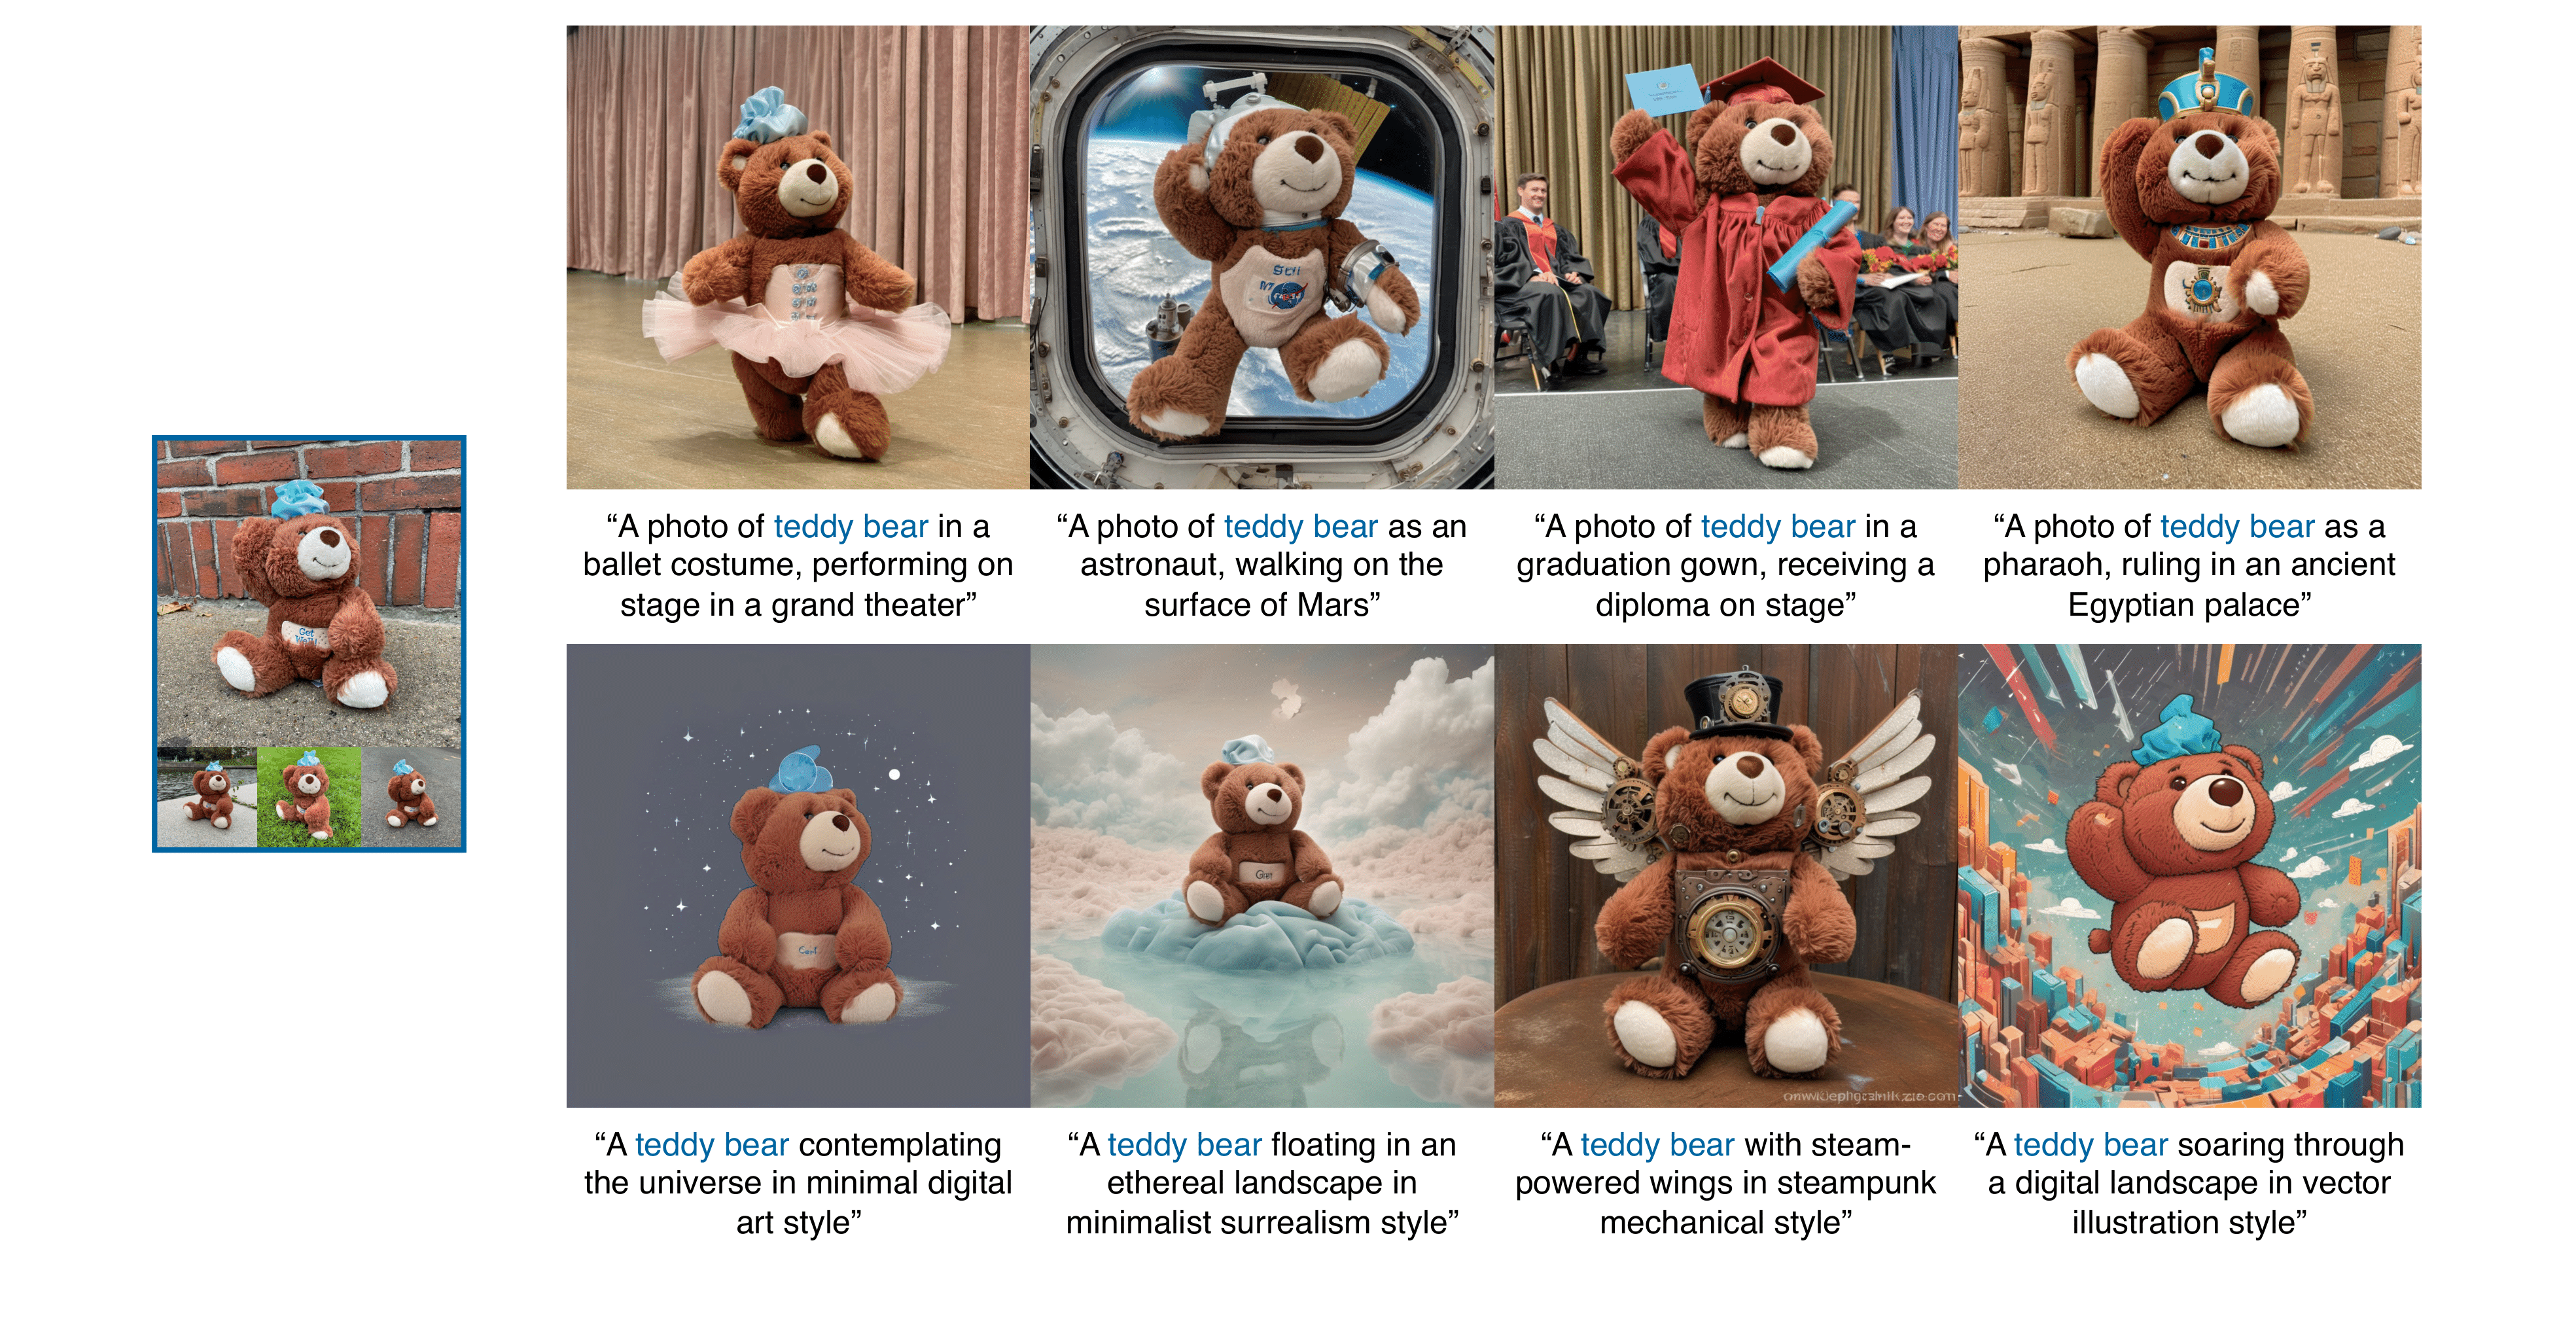 “A photo of teddy bear in a
ballet costume, performing on
stage in a grand theater”
“A photo of teddy bear as an
astronaut, walking on the
surface of Mars”
“A photo of teddy bear in a
graduation gown, receiving a
diploma on stage”
“A photo of teddy bear as a
pharaoh, ruling in an ancient
Egyptian palace”
“A teddy bear contemplating
the universe in minimal digital
art style”
“A teddy bear floating in an
ethereal landscape in
minimalist surrealism style”
“A teddy bear with steam-
powered wings in steampunk
mechanical style”
“A teddy bear soaring through
a digital landscape in vector
illustration style”